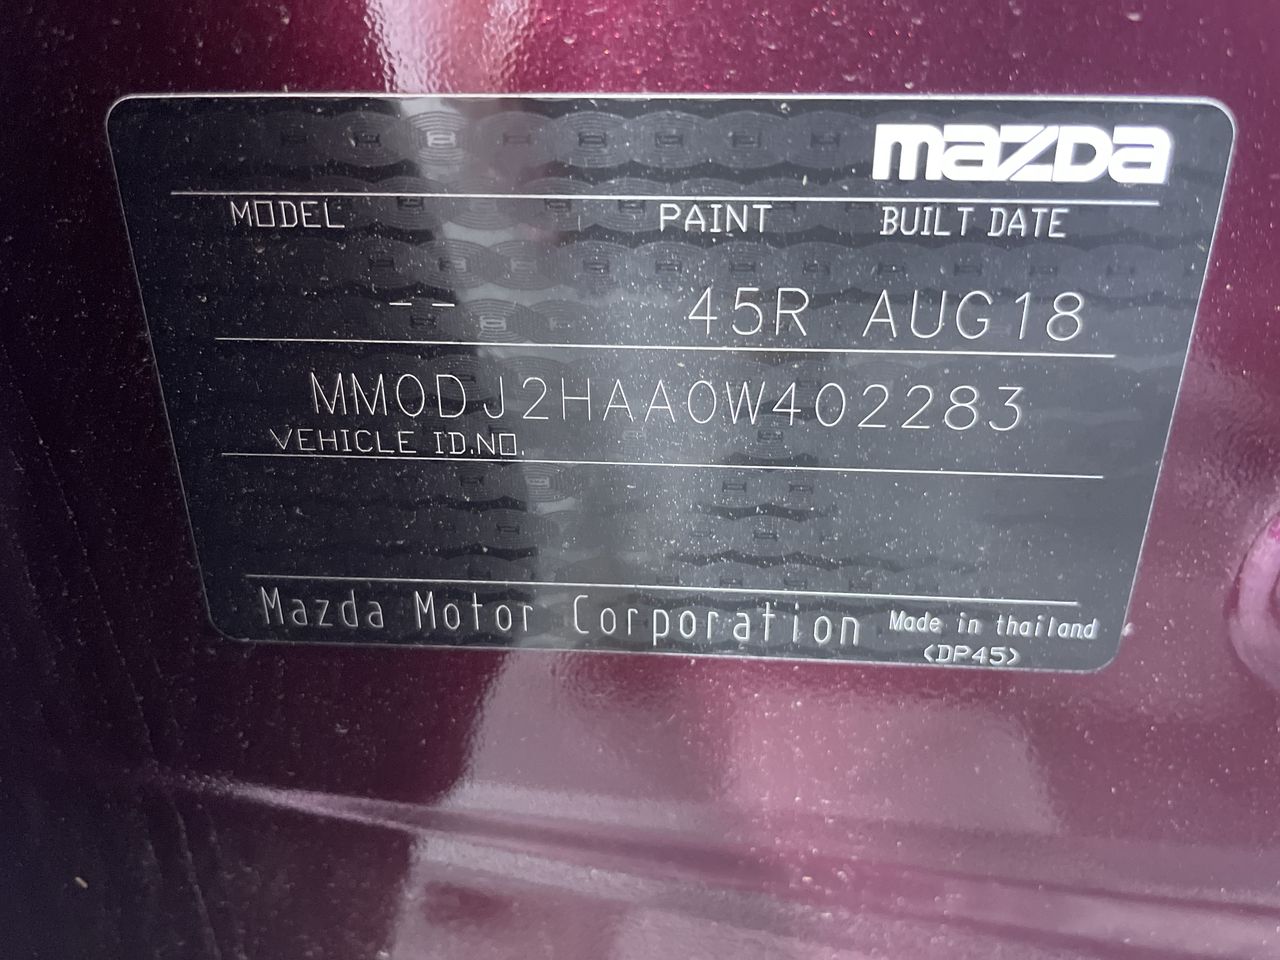 mazda
MODEL PAINT BUILT DATE
-- 45R AUG18
MM0DJ2HAA0W402283
VEHICLE ID.NO.
Mazda Motor Corporation Made in thailand
<DP45>